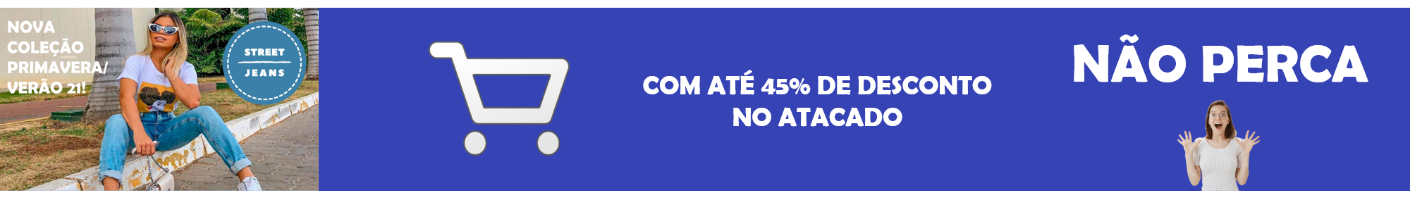 NOVA
COLEÇÃO
PRIMAVERA/
VERÃO 21!
STREET
JEANS
COM ATÉ 45% DE DESCONTO
NO ATACADO
NÃO PERCA